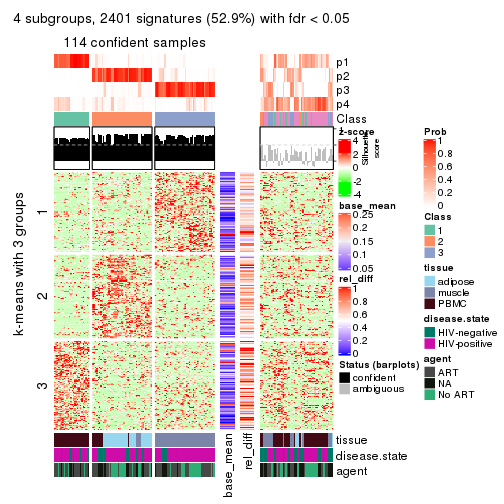 4 subgroups, 2401 signatures (52.9%) with fdr < 0.05
114 confident samples
p1
p2
p3
p4
Class
Silhouette
score
k-means with 3 groups
1
2
3
base_mean
rel_diff
tissue
disease.state
agent
z-score
4
2
0
-2
-4
base_mean
0.25
0.2
0.15
0.1
0.05
rel_diff
1
0.8
0.6
0.4
0.2
0
Status (barplots)
confident
ambiguous
Prob
1
0.8
0.6
0.4
0.2
0
Class
1
2
3
tissue
adipose
muscle
PBMC
disease.state
HIV-negative
HIV-positive
agent
ART
NA
No ART